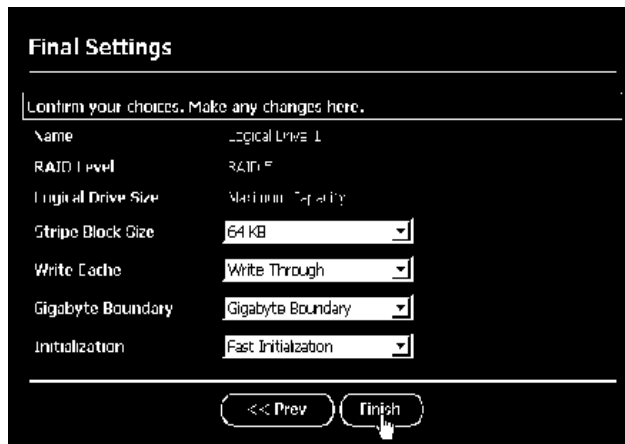 Final Settings
Confirm your choices. Make any changes here.
Name Logical Drive 1
RAID Level RAID 5
Logical Drive Size Maximum Capacity
Stripe Block Size 64 KB
Write Cache Write Through
Gigabyte Boundary Gigabyte Boundary
Initialization Fast Initialization
<< Prev Finish